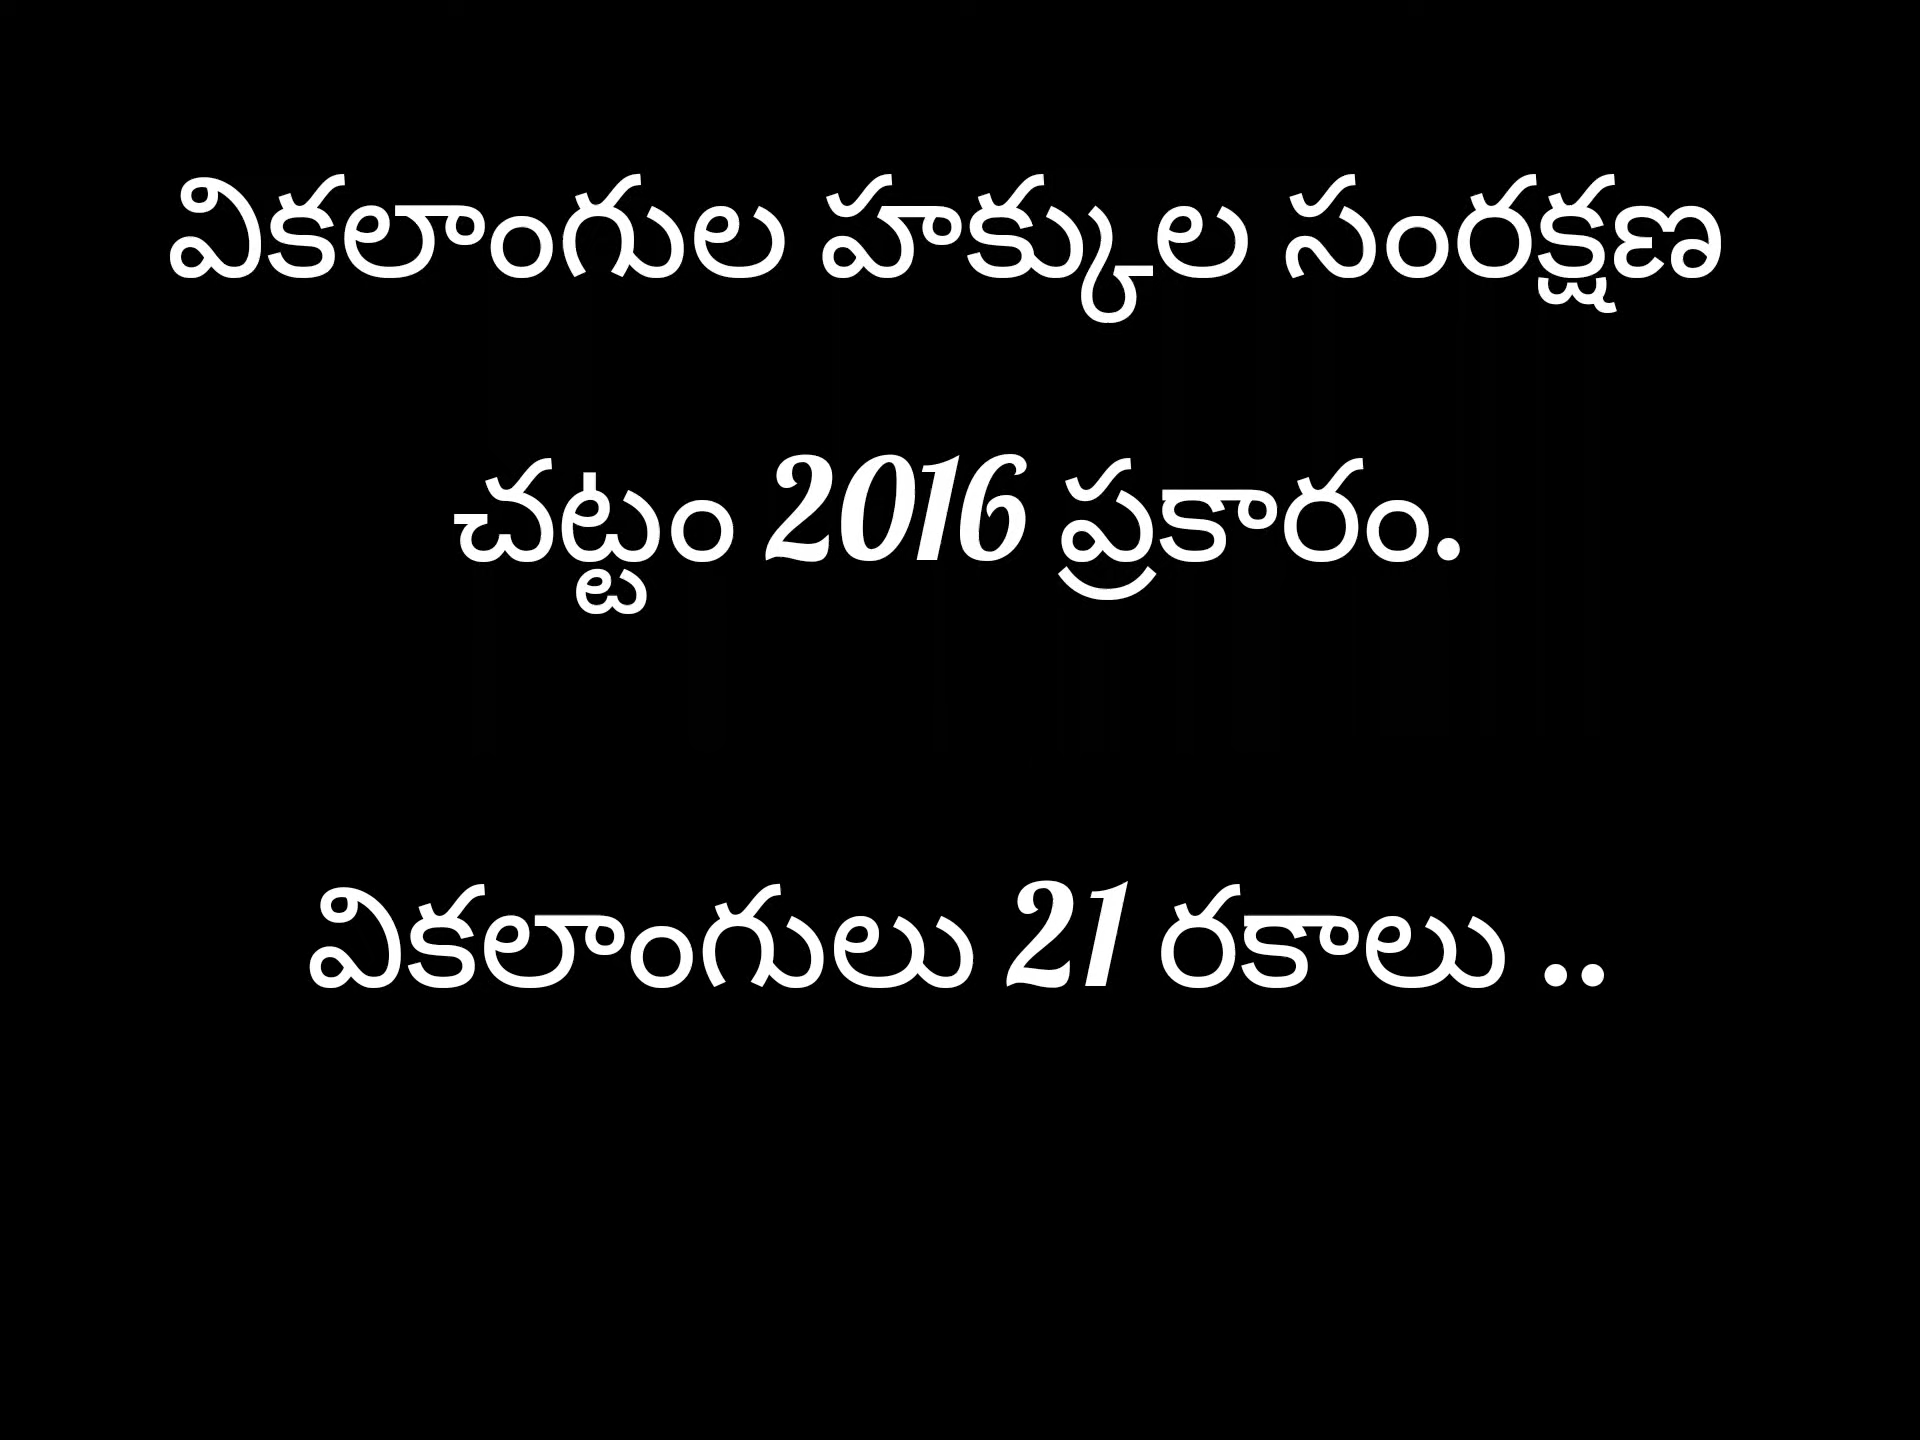 వికలాంగుల హక్కుల సంరక్షణ
చట్టం 2016 ప్రకారం.
వికలాంగులు 21 రకాలు ..